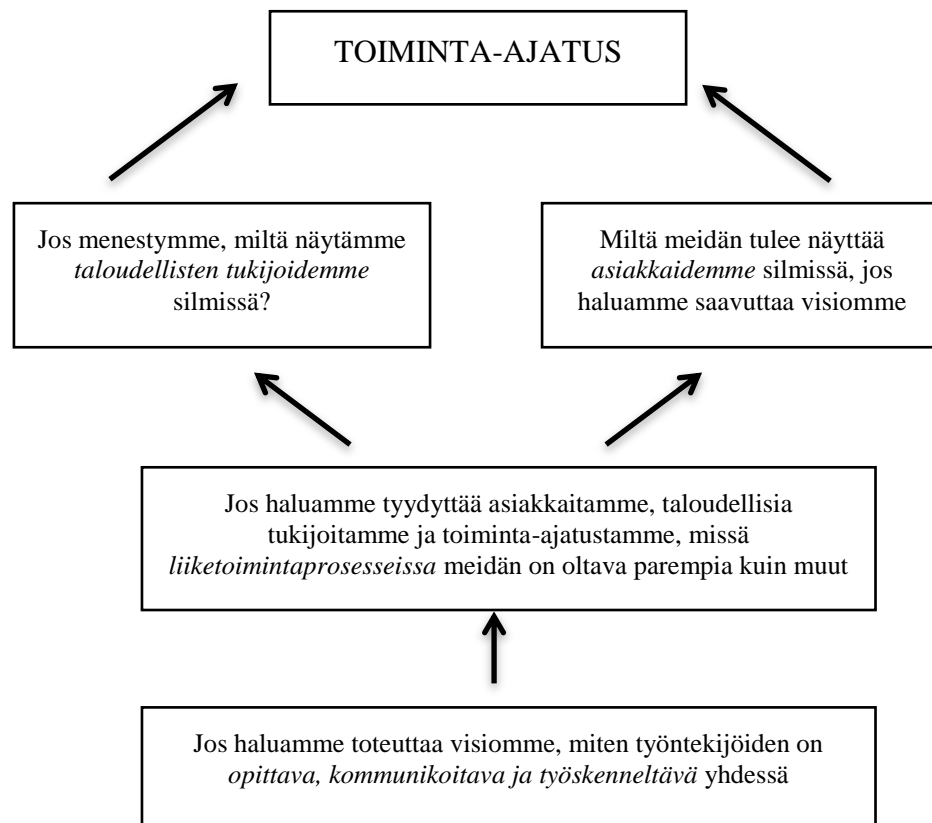 TOIMINTA-AJATUS
Jos menestymme, miltä näytämme
taloudellisten tukijoidemme
silmissä?
Miltä meidän tulee näyttää
asiakkaidemme silmissä, jos
haluamme saavuttaa visiomme
Jos haluamme tyydyttää asiakkaitamme, taloudellisia
tukijoitamme ja toiminta-ajatustamme, missä
liiketoimintaprosesseissa meidän on oltava parempia kuin muut
Jos haluamme toteuttaa visiomme, miten työntekijöiden on
opittava, kommunikoitava ja työskenneltävä yhdessä